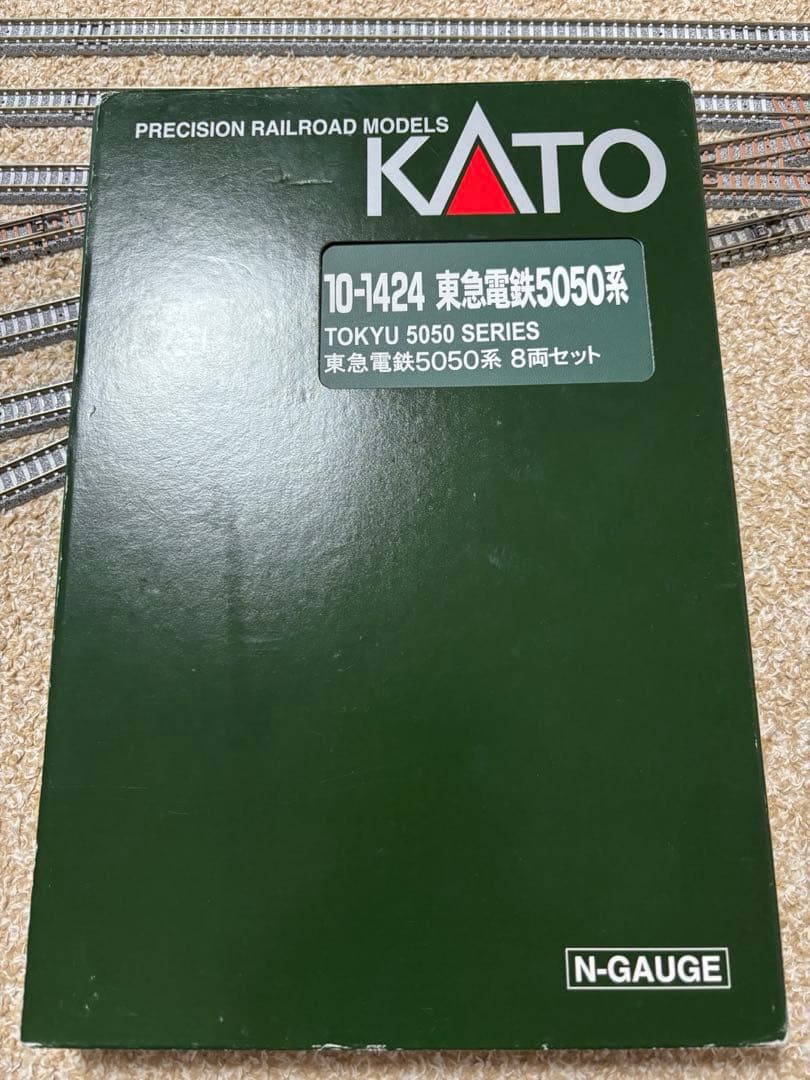 PRECISION RAILROAD MODELS
KATO
10-1424 東急電鉄5050系
TOKYU 5050 SERIES
東急電鉄5050系 8両セット
N-GAUGE